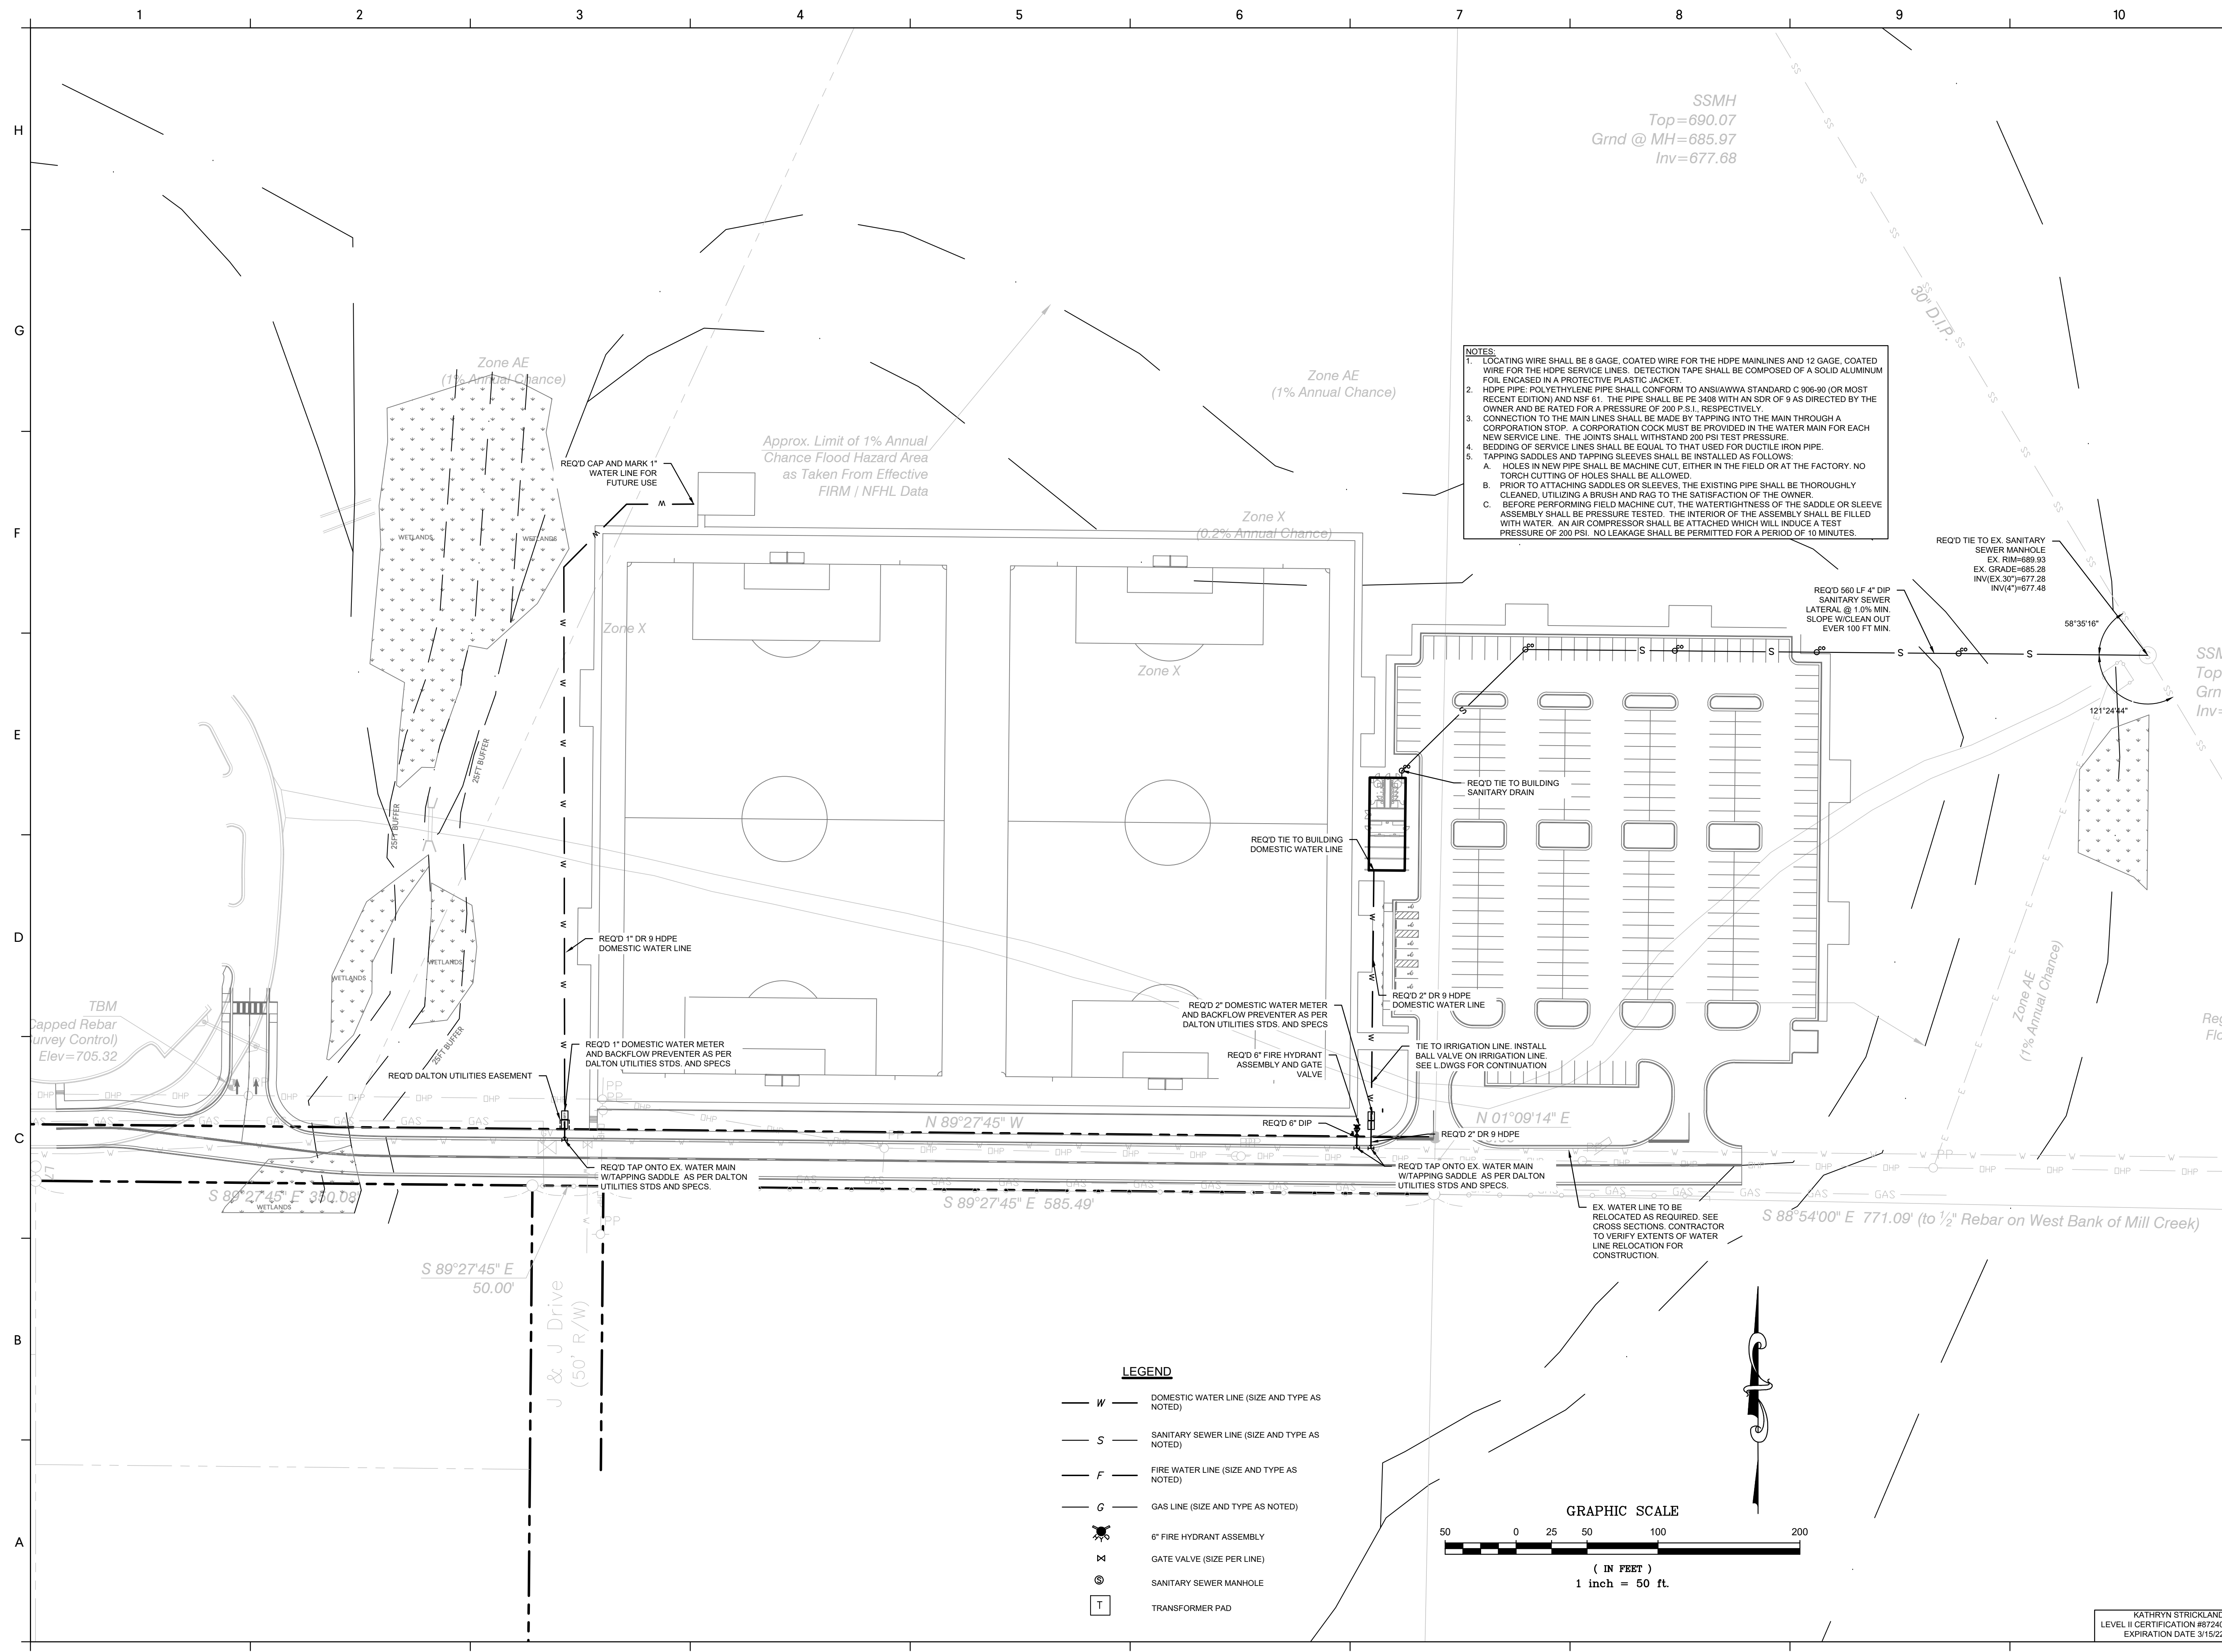 1 2 3 4 5 6 7 8 9 10
H
G
F
E
D
C
B
A
SSMH
Top=690.07
Grnd @ MH=685.97
Inv=677.68
30" D.I.P.
Zone AE
(1% Annual Chance)
Zone AE
(1% Annual Chance)
Approx. Limit of 1% Annual
Chance Flood Hazard Area
as Taken From Effective
FIRM / NFHL Data
Zone X
(0.2% Annual Chance)
NOTES:
1. LOCATING WIRE SHALL BE 8 GAGE, COATED WIRE FOR THE HDPE MAINLINES AND 12 GAGE, COATED
WIRE FOR THE HDPE SERVICE LINES. DETECTION TAPE SHALL BE COMPOSED OF A SOLID ALUMINUM
FOIL ENCASED IN A PROTECTIVE PLASTIC JACKET.
2. HDPE PIPE: POLYETHYLENE PIPE SHALL CONFORM TO ANSI/AWWA STANDARD C 906-90 (OR MOST
RECENT EDITION) AND NSF 61. THE PIPE SHALL BE PE 3408 WITH AN SDR OF 9 AS DIRECTED BY THE
OWNER AND BE RATED FOR A PRESSURE OF 200 P.S.I., RESPECTIVELY.
3. CONNECTION TO THE MAIN LINES SHALL BE MADE BY TAPPING INTO THE MAIN THROUGH A
CORPORATION STOP. A CORPORATION COCK MUST BE PROVIDED IN THE WATER MAIN FOR EACH
NEW SERVICE LINE. THE JOINTS SHALL WITHSTAND 200 PSI TEST PRESSURE.
4. BEDDING OF SERVICE LINES SHALL BE EQUAL TO THAT USED FOR DUCTILE IRON PIPE.
5. TAPPING SADDLES AND TAPPING SLEEVES SHALL BE INSTALLED AS FOLLOWS:
A. HOLES IN NEW PIPE SHALL BE MACHINE CUT, EITHER IN THE FIELD OR AT THE FACTORY. NO
TORCH CUTTING OF HOLES SHALL BE ALLOWED.
B. PRIOR TO ATTACHING SADDLES OR SLEEVES, THE EXISTING PIPE SHALL BE THOROUGHLY
CLEANED, UTILIZING A BRUSH AND RAG TO THE SATISFACTION OF THE OWNER.
C. BEFORE PERFORMING FIELD MACHINE CUT, THE WATERTIGHTNESS OF THE SADDLE OR SLEEVE
ASSEMBLY SHALL BE PRESSURE TESTED. THE INTERIOR OF THE ASSEMBLY SHALL BE FILLED
WITH WATER. AN AIR COMPRESSOR SHALL BE ATTACHED WHICH WILL INDUCE A TEST
PRESSURE OF 200 PSI. NO LEAKAGE SHALL BE PERMITTED FOR A PERIOD OF 10 MINUTES.
REQ'D CAP AND MARK 1"
WATER LINE FOR
FUTURE USE
WETLANDS
WETLANDS
REQ'D TIE TO EX. SANITARY
SEWER MANHOLE
EX. RIM=689.93
EX. GRADE=685.28
INV(EX.30")=677.28
INV(4")=677.48
REQ'D 560 LF 4" DIP
SANITARY SEWER
LATERAL @ 1.0% MIN.
SLOPE W/CLEAN OUT
EVER 100 FT MIN.
58°35'16"
121°24'44"
Zone X
Zone X
SSM
Top
Grn
Inv=
25FT BUFFER
25FT BUFFER
REQ'D TIE TO BUILDING
SANITARY DRAIN
REQ'D TIE TO BUILDING
DOMESTIC WATER LINE
REQ'D 1" DR 9 HDPE
DOMESTIC WATER LINE
WETLANDS
WETLANDS
25FT BUFFER
TBM
Capped Rebar
urvey Control)
Elev=705.32
REQ'D 2" DR 9 HDPE
DOMESTIC WATER LINE
REQ'D 2" DOMESTIC WATER METER
AND BACKFLOW PREVENTER AS PER
DALTON UTILITIES STDS. AND SPECS
Zone AE
(1% Annual Chance)
Reg
Flo
REQ'D 1" DOMESTIC WATER METER
AND BACKFLOW PREVENTER AS PER
DALTON UTILITIES STDS. AND SPECS
REQ'D DALTON UTILITIES EASEMENT
REQ'D 6" FIRE HYDRANT
ASSEMBLY AND GATE
VALVE
TIE TO IRRIGATION LINE. INSTALL
BALL VALVE ON IRRIGATION LINE.
SEE L.DWGS FOR CONTINUATION
N 89°27'45" W
N 01°09'14" E
REQ'D 6" DIP
REQ'D 2" DR 9 HDPE
REQ'D TAP ONTO EX. WATER MAIN
W/TAPPING SADDLE AS PER DALTON
UTILITIES STDS AND SPECS.
REQ'D TAP ONTO EX. WATER MAIN
W/TAPPING SADDLE AS PER DALTON
UTILITIES STDS AND SPECS.
S 89°27'45" E 350.08'
WETLANDS
S 89°27'45" E 585.49'
EX. WATER LINE TO BE
RELOCATED AS REQUIRED. SEE
CROSS SECTIONS. CONTRACTOR
TO VERIFY EXTENTS OF WATER
LINE RELOCATION FOR
CONSTRUCTION.
S 88°54'00" E 771.09' (to 1/2" Rebar on West Bank of Mill Creek)
S 89°27'45" E
50.00'
J & J Drive
(50' R/W)
LEGEND
W DOMESTIC WATER LINE (SIZE AND TYPE AS
NOTED)
S SANITARY SEWER LINE (SIZE AND TYPE AS
NOTED)
F FIRE WATER LINE (SIZE AND TYPE AS
NOTED)
G GAS LINE (SIZE AND TYPE AS NOTED)
6" FIRE HYDRANT ASSEMBLY
GATE VALVE (SIZE PER LINE)
S SANITARY SEWER MANHOLE
T TRANSFORMER PAD
GRAPHIC SCALE
50 0 25 50 100 200
( IN FEET )
1 inch = 50 ft.
KATHRYN STRICKLAND
LEVEL II CERTIFICATION #87240
EXPIRATION DATE 3/15/22